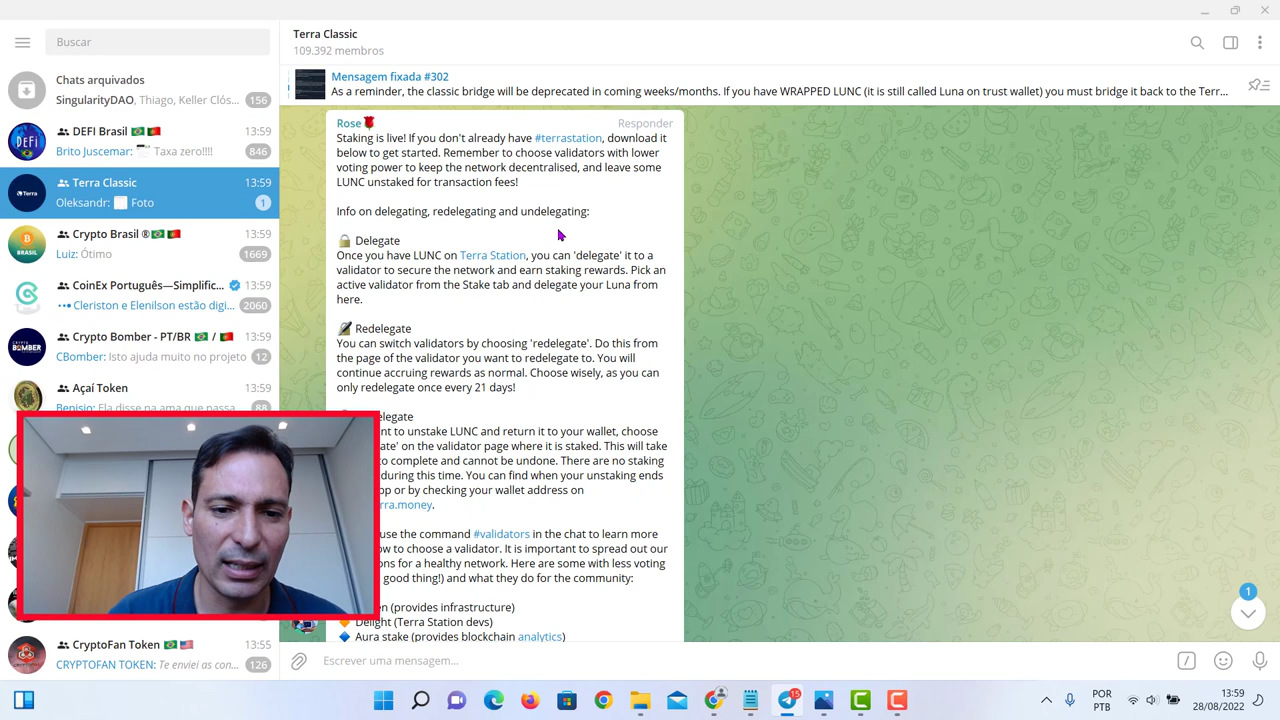 Buscar
Chats arquivados
SingularityDAO, Thiago, Keller Clós...
156
DEFI Brasil 🇧🇷🇵🇹
13:59
Brito Juscemar: Taxa zero!!!!
846
Terra Classic
13:59
Oleksandr: Foto
1
Crypto Brasil ®🇧🇷🇵🇹
13:59
Luiz: Ótimo
1669
CoinEx Português—Simplific...
13:59
Cleriston e Elenilson estão digi...
2060
Crypto Bomber - PT/BR 🇧🇷 / 🇵🇹
13:59
CBomber: Isto ajuda muito no projeto
12
Açaí Token
13:59
Benisio: Ela disse na ama que passa
88
CryptoFan Token 🇧🇷🇺🇸
13:55
CRYPTOFAN TOKEN: Te enviei as con...
126
Terra Classic
109.392 membros
Mensagem fixada #302
As a reminder, the classic bridge will be deprecated in coming weeks/months. If you have WRAPPED LUNC (it is still called Luna on trust wallet) you must bridge it back to the Terr...
Rose🌹
Responder
Staking is live! If you don't already have #terrastation, download it
below to get started. Remember to choose validators with lower
voting power to keep the network decentralised, and leave some
LUNC unstaked for transaction fees!
Info on delegating, redelegating and undelegating:
🔒 Delegate
Once you have LUNC on Terra Station, you can 'delegate' it to a
validator to secure the network and earn staking rewards. Pick an
active validator from the Stake tab and delegate your Luna from
here.
Redelegate
You can switch validators by choosing 'redelegate'. Do this from
the page of the validator you want to redelegate to. You will
continue accruing rewards as normal. Choose wisely, as you can
only redelegate once every 21 days!
elegate
nt to unstake LUNC and return it to your wallet, choose
ate' on the validator page where it is staked. This will take
to complete and cannot be undone. There are no staking
during this time. You can find when your unstaking ends
pp or by checking your wallet address on
rra.money.
use the command #validators in the chat to learn more
ow to choose a validator. It is important to spread out our
ons for a healthy network. Here are some with less voting
good thing!) and what they do for the community:
en (provides infrastructure)
🔸 Delight (Terra Station devs)
🔹 Aura stake (provides blockchain analytics)
1
Escrever uma mensagem...
15
POR
PTB
13:59
28/08/2022